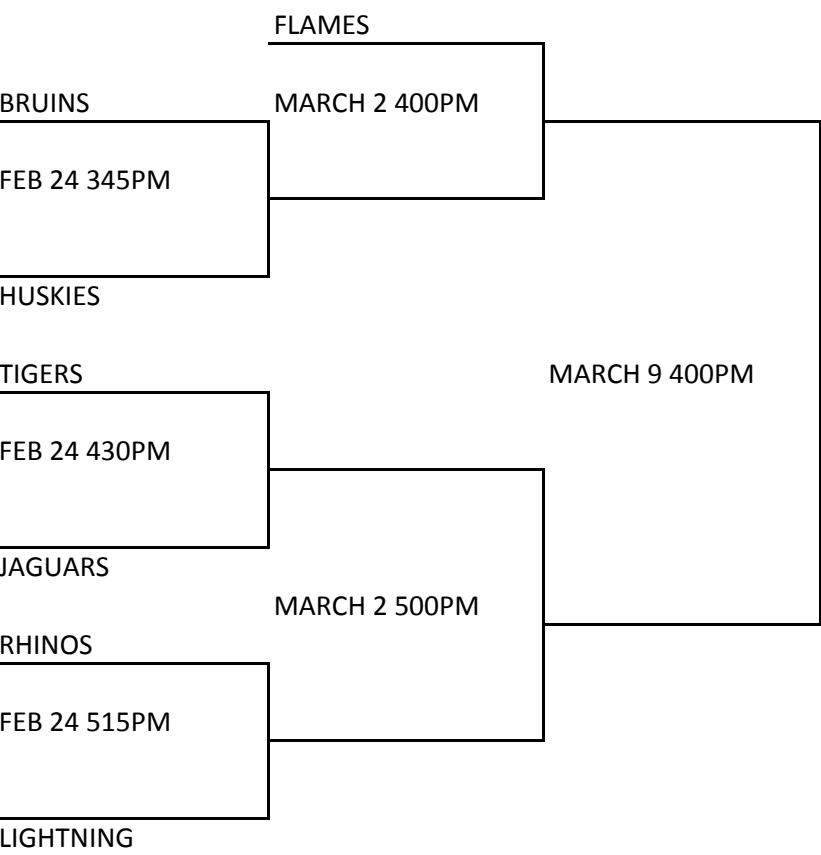 FLAMES
BRUINS
MARCH 2 400PM
FEB 24 345PM
HUSKIES
TIGERS
MARCH 9 400PM
FEB 24 430PM
JAGUARS
MARCH 2 500PM
RHINOS
FEB 24 515PM
LIGHTNING